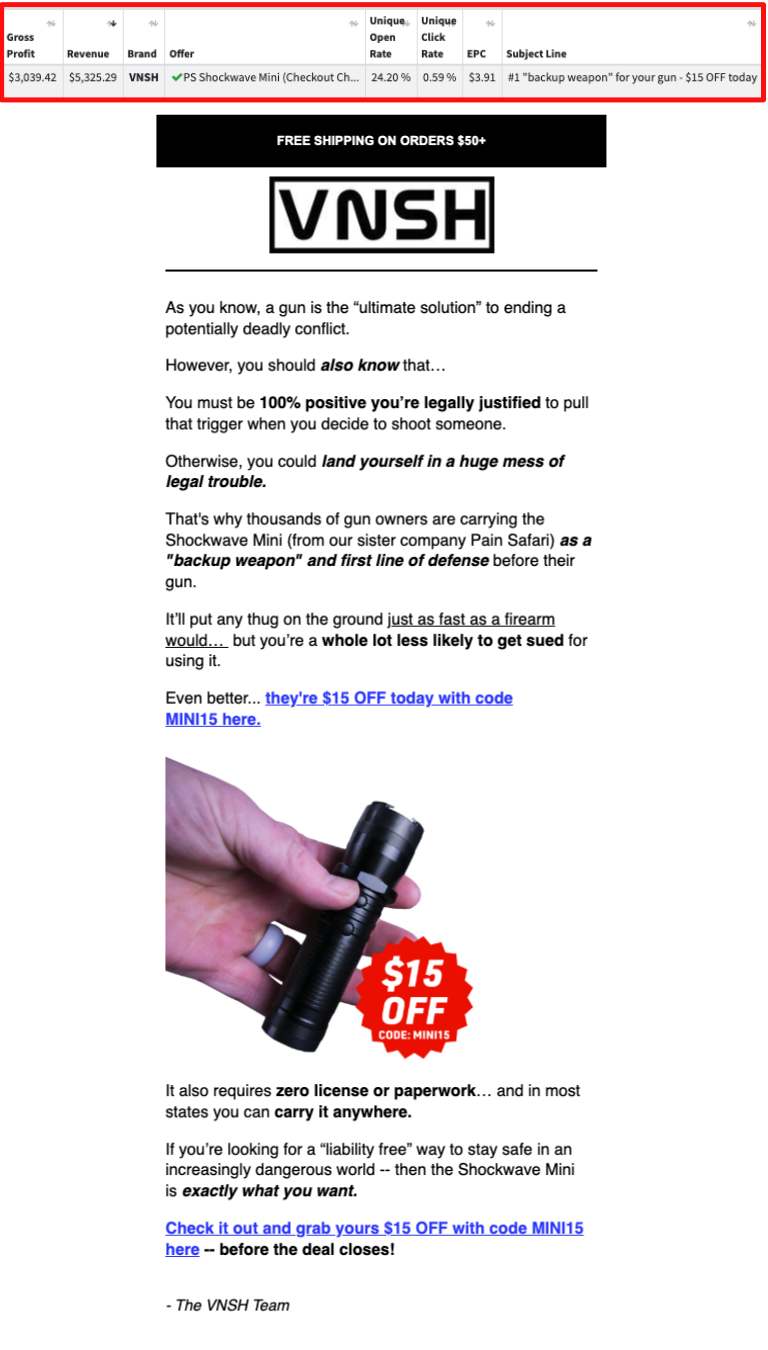 Gross Profit
Revenue
Brand
Offer
Unique Open Rate
Unique Click Rate
EPC
Subject Line
$3,039.42 $5,325.29 VNSH ✔PS Shockwave Mini (Checkout Ch... 24.20 % 0.59 % $3.91 #1 "backup weapon" for your gun - $15 OFF today
FREE SHIPPING ON ORDERS $50+
VNSH
As you know, a gun is the “ultimate solution” to ending a
potentially deadly conflict.
However, you should also know that…
You must be 100% positive you’re legally justified to pull
that trigger when you decide to shoot someone.
Otherwise, you could land yourself in a huge mess of
legal trouble.
That's why thousands of gun owners are carrying the
Shockwave Mini (from our sister company Pain Safari) as a
"backup weapon" and first line of defense before their
gun.
It’ll put any thug on the ground just as fast as a firearm
would… but you’re a whole lot less likely to get sued for
using it.
Even better... they're $15 OFF today with code
MINI15 here.
$15
OFF
CODE: MINI15
It also requires zero license or paperwork… and in most
states you can carry it anywhere.
If you’re looking for a “liability free” way to stay safe in an
increasingly dangerous world -- then the Shockwave Mini
is exactly what you want.
Check it out and grab yours $15 OFF with code MINI15
here -- before the deal closes!
- The VNSH Team